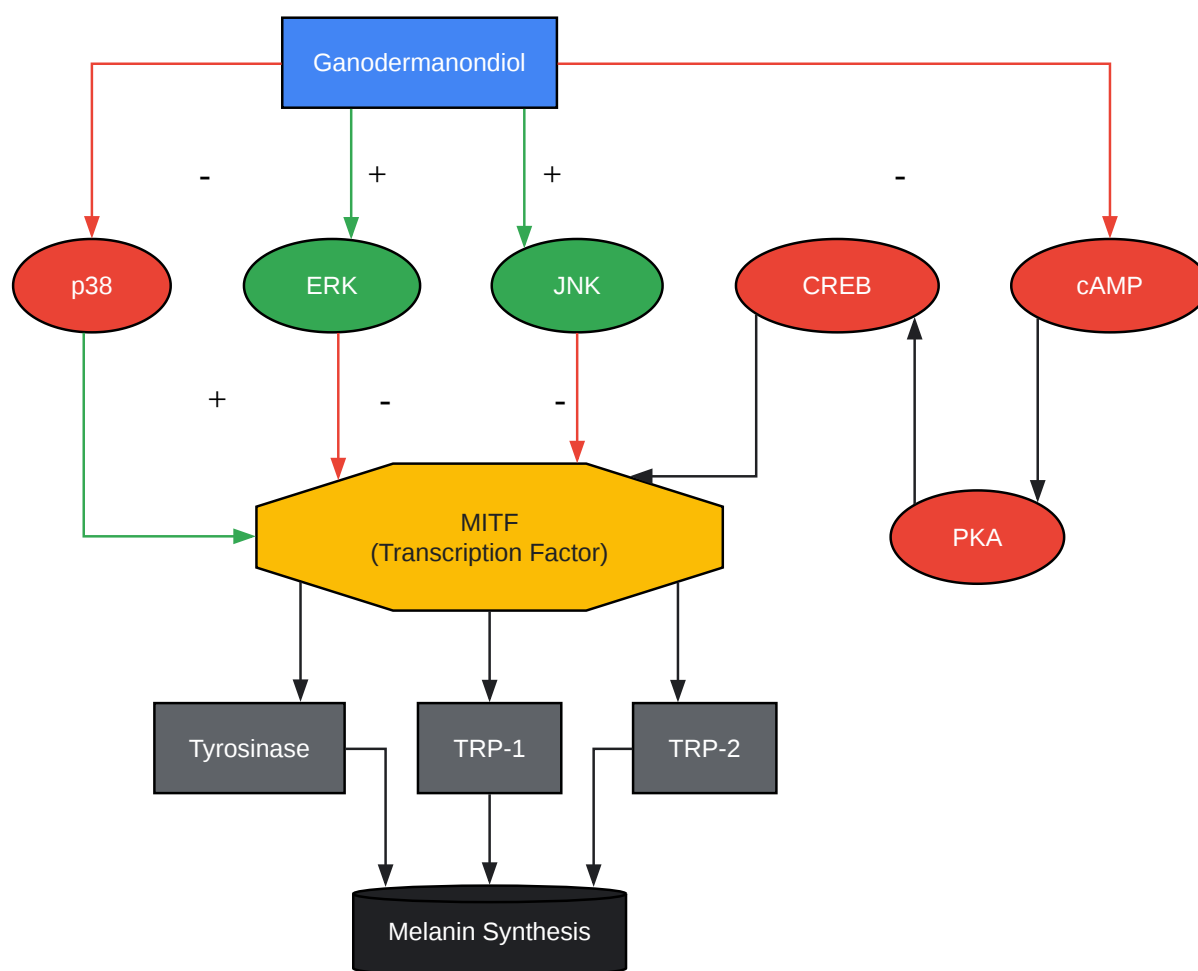 Ganodermanondiol
-
+
+
-
p38
ERK
JNK
CREB
cAMP
+
-
-
MITF
(Transcription Factor)
PKA
Tyrosinase
TRP-1
TRP-2
Melanin Synthesis